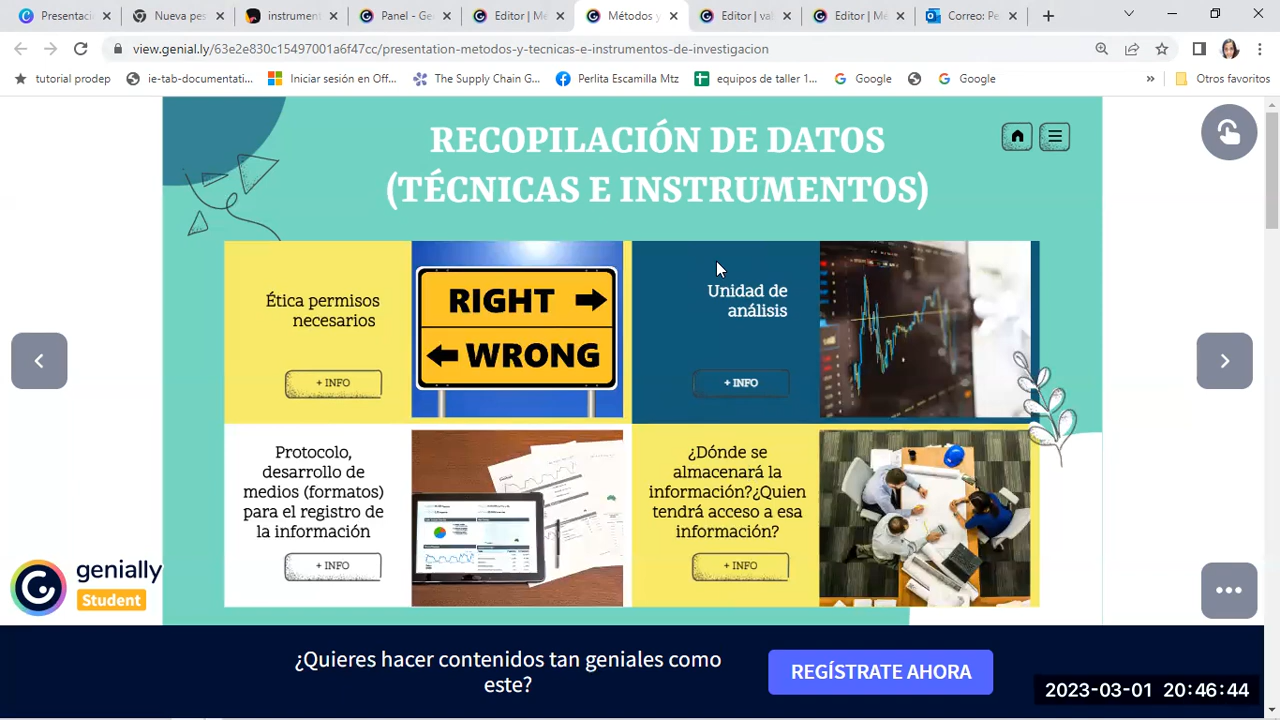 Presentaci
Nueva pes
instrument
Panel - Ge
Editor | Me
Métodos y
Editor | val
Editor | Mé
Correo: Pe
view.genial.ly/63e2e830c15497001a6f47cc/presentation-metodos-y-tecnicas-e-instrumentos-de-investigacion
tutorial prodep
ie-tab-documentati...
Iniciar sesión en Off...
The Supply Chain G...
Perlita Escamilla Mtz
equipos de taller 1...
Google
Google
»
Otros favoritos
RECOPILACIÓN DE DATOS
(TÉCNICAS E INSTRUMENTOS)
Ética permisos
necesarios
+ INFO
RIGHT
WRONG
Unidad de
análisis
+ INFO
Protocolo,
desarrollo de
medios (formatos)
para el registro de
la información
+ INFO
¿Dónde se
almacenará la
información?¿Quien
tendrá acceso a esa
información?
+ INFO
genially
Student
¿Quieres hacer contenidos tan geniales como
este?
REGÍSTRATE AHORA
2023-03-01 20:46:44